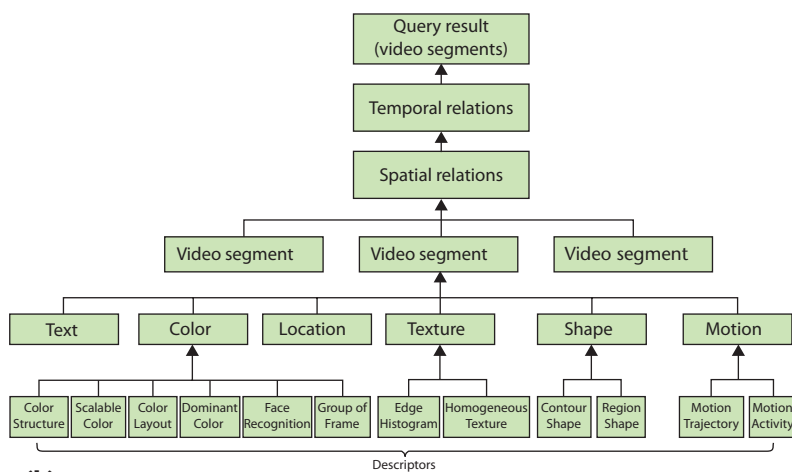 Query result
(video segments)
Temporal relations
Spatial relations
Video segment
Video segment
Video segment
Text
Color
Location
Texture
Shape
Motion
Color
Structure
Scalable
Color
Color
Layout
Dominant
Color
Face
Recognition
Group of
Frame
Edge
Histogram
Homogeneous
Texture
Contour
Shape
Region
Shape
Motion
Trajectory
Motion
Activity
Descriptors